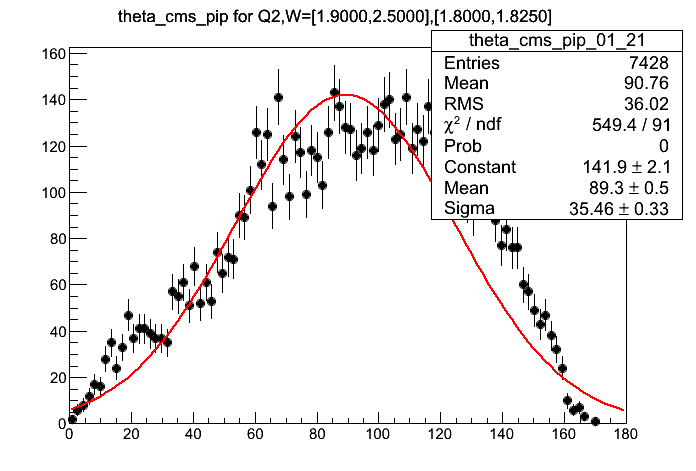 theta_cms_pip for Q2,W=[1.9000,2.5000],[1.8000,1.8250]
theta_cms_pip_01_21
Entries 7428
Mean 90.76
RMS 36.02
χ² / ndf 549.4 / 91
Prob 0
Constant 141.9 ± 2.1
Mean 89.3 ± 0.5
Sigma 35.46 ± 0.33
160
140
120
100
80
60
40
20
0
0 20 40 60 80 100 120 140 160 180